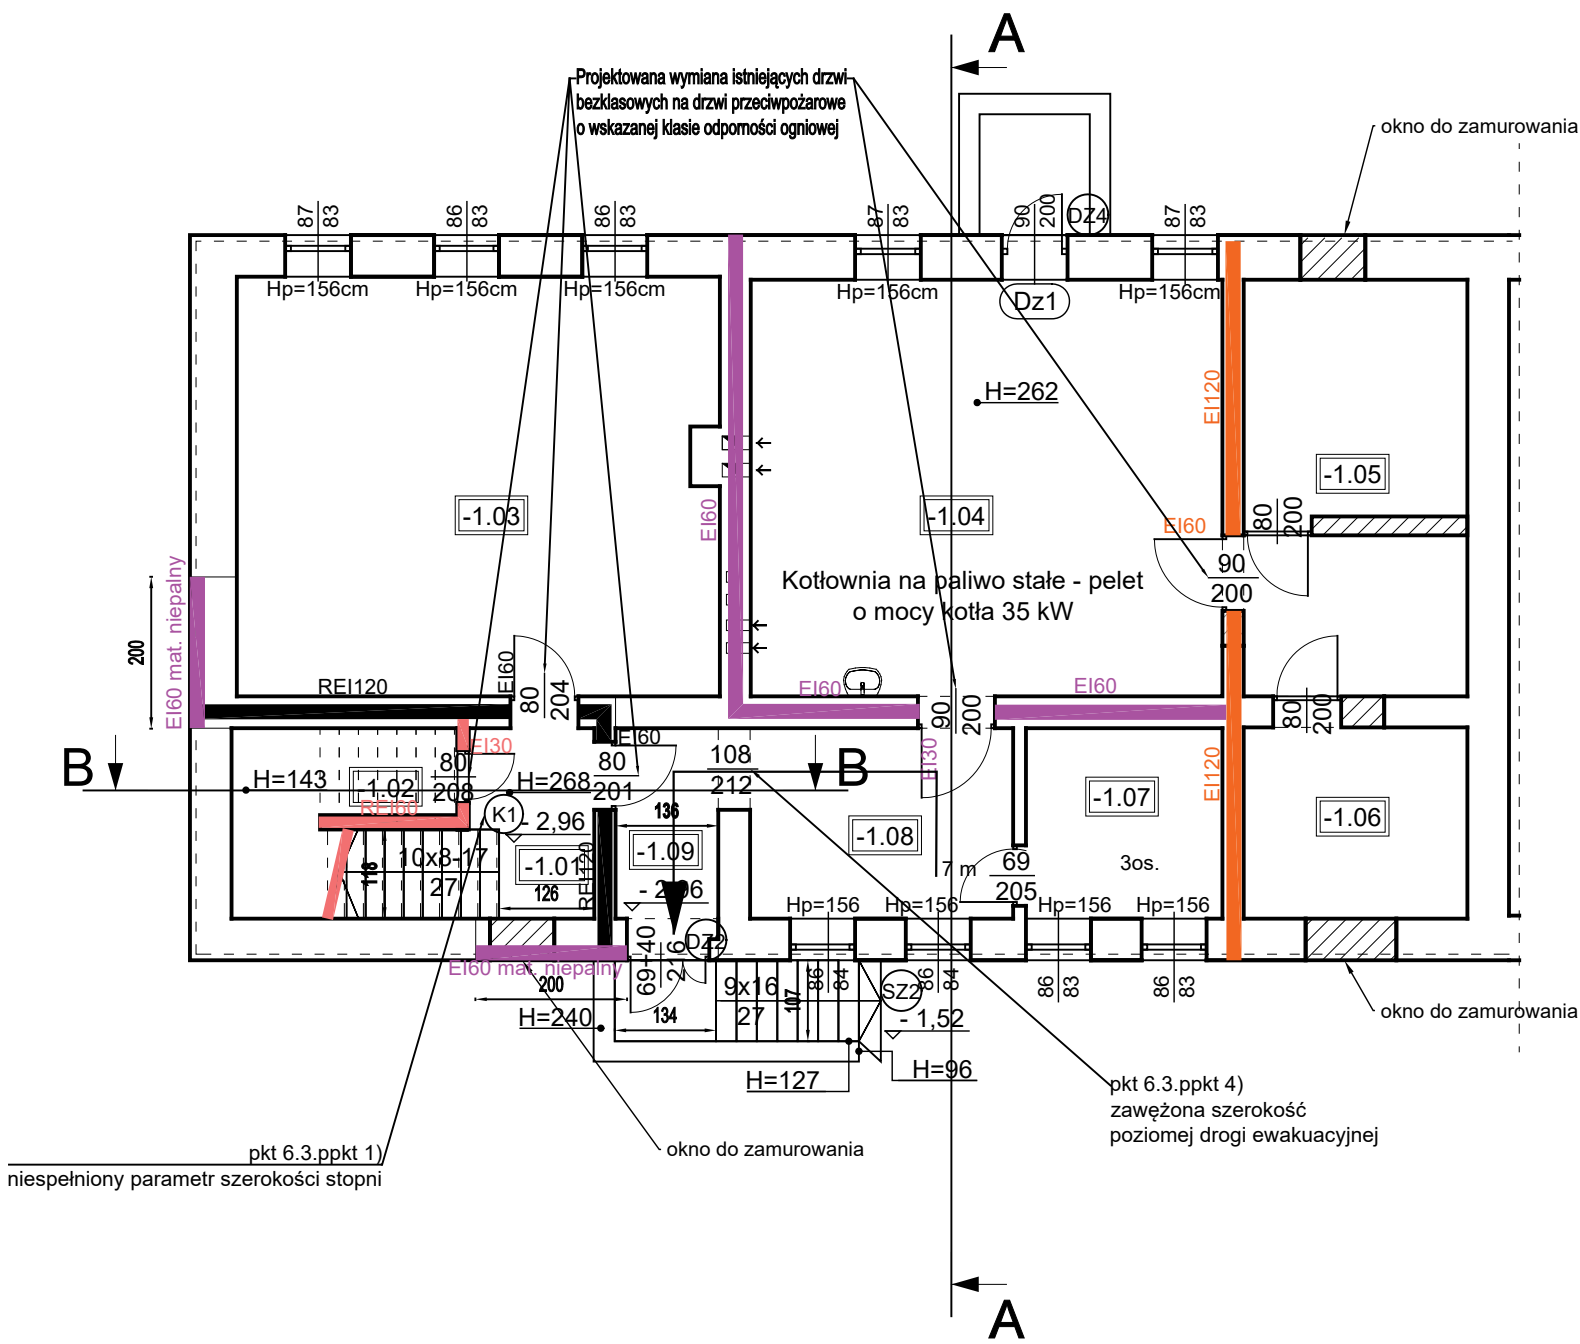 A
Projektowana wymiana istniejących drzwi
bezklasowych na drzwi przeciwpożarowe
o wskazanej klasie odporności ogniowej
okno do zamurowania
87
83
86
83
86
83
87
83
90
200
DZ4
87
83
Hp=156cm
Hp=156cm
Hp=156cm
Hp=156cm
Dz1
Hp=156cm
H=262
EI120
-1.05
-1.03
EI60
-1.04
EI60
80
200
Kotłownia na paliwo stałe - pelet
o mocy kotła 35 kW
90
200
EI60 mat. niepalny
200
REI120
EI60
80
204
EI60
EI60
90
200
80
200
B
H=143
-1.02
REI60
EI30
80
208
H=268
EI60
80
201
108
212
B
EI30
EI120
-1.07
-1.06
K1
- 2,96
136
-1.09
-1.08
10x8-17
27
118
-1.01
126
REI120
7 m
69
205
3os.
Hp=156
Hp=156
Hp=156
Hp=156
DZ2
69+40
216
EI60 mat. niepalny
200
H=240
134
9x16
27
107
86
84
SZ2
86
84
86
83
86
83
- 1,52
okno do zamurowania
H=127
H=96
pkt 6.3.ppkt 4)
zawężona szerokość
poziomej drogi ewakuacyjnej
okno do zamurowania
pkt 6.3.ppkt 1)
niespełniony parametr szerokości stopni
A